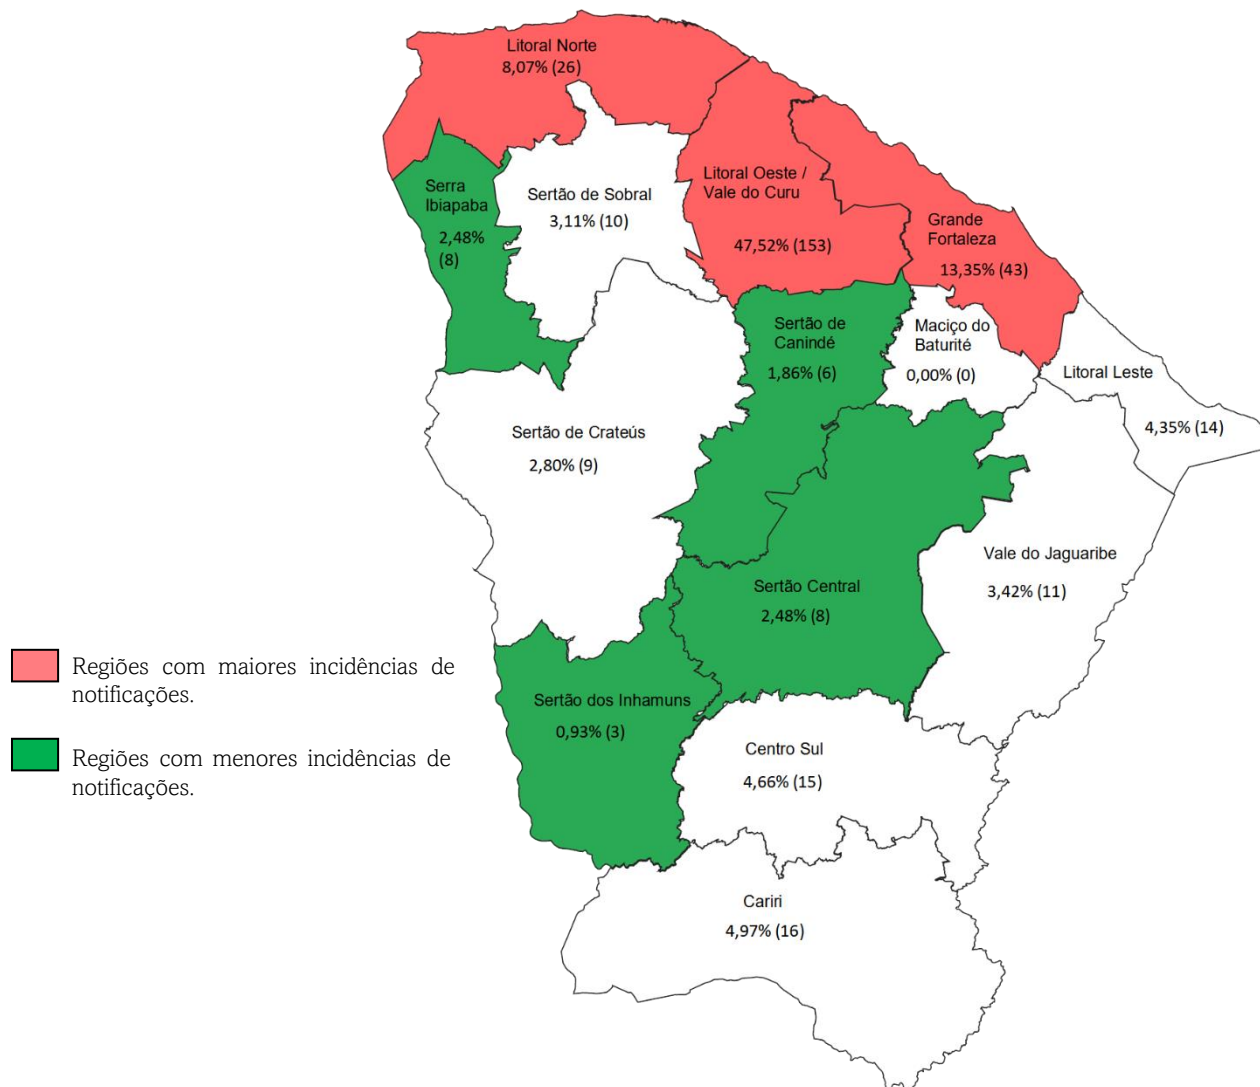 Litoral Norte
8,07% (26)
Serra
Ibiapaba
2,48%
(8)
Sertão de Sobral
3,11% (10)
Litoral Oeste /
Vale do Curu
47,52% (153)
Grande
Fortaleza
13,35% (43)
Sertão de
Canindé
1,86% (6)
Maciço do
Baturité
0,00% (0)
Litoral Leste
4,35% (14)
Sertão de Crateús
2,80% (9)
Vale do Jaguaribe
3,42% (11)
Sertão Central
2,48% (8)
Sertão dos Inhamuns
0,93% (3)
Centro Sul
4,66% (15)
Cariri
4,97% (16)
Regiões com maiores incidências de
notificações.
Regiões com menores incidências de
notificações.